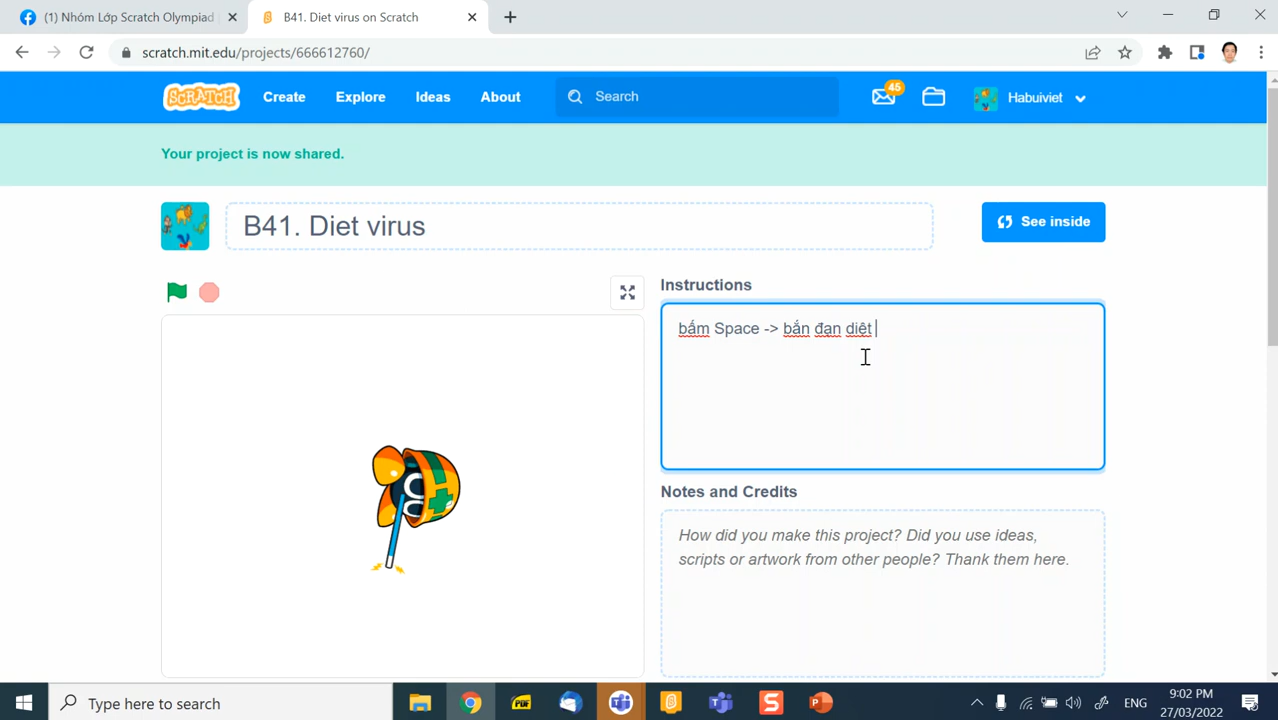 (1) Nhóm Lớp Scratch Olympiad
B41. Diet virus on Scratch
scratch.mit.edu/projects/666612760/
SCRATCH
Create
Explore
Ideas
About
Search
45
Habuiviet
Your project is now shared.
B41. Diet virus
See inside
Instructions
bấm Space -> bắn đạn diệt
Notes and Credits
How did you make this project? Did you use ideas,
scripts or artwork from other people? Thank them here.
Type here to search
PDF
S
P
ENG
9:02 PM
27/03/2022